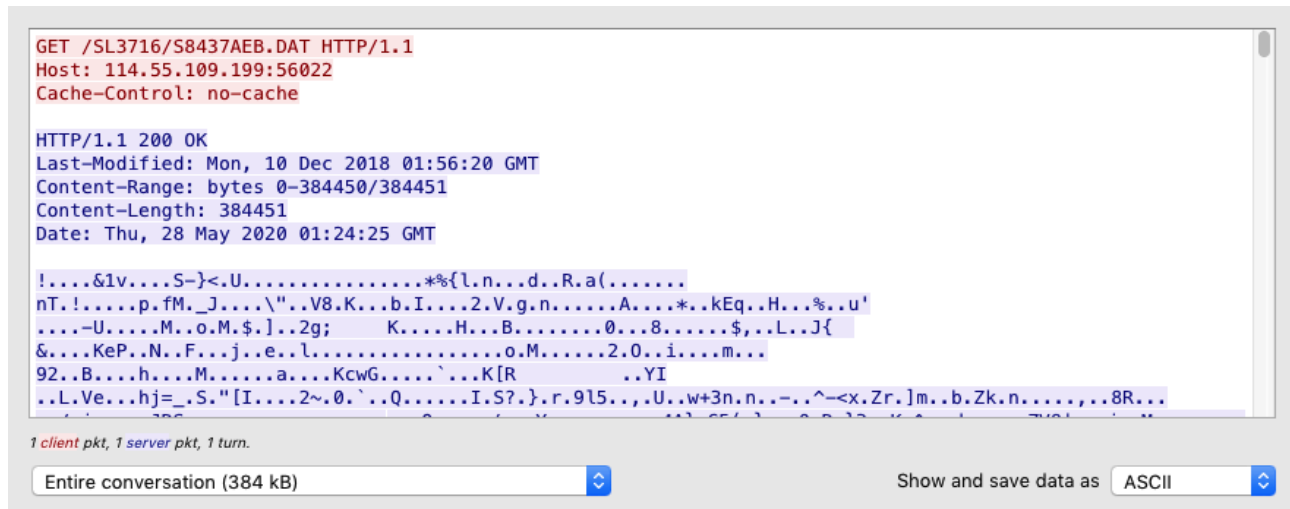 GET /SL3716/S8437AEB.DAT HTTP/1.1
Host: 114.55.109.199:56022
Cache-Control: no-cache
HTTP/1.1 200 OK
Last-Modified: Mon, 10 Dec 2018 01:56:20 GMT
Content-Range: bytes 0-384450/384451
Content-Length: 384451
Date: Thu, 28 May 2020 01:24:25 GMT
!....&1v....S-}<.U................*%{l.n...d..R.a(.......
nT.!.....p.fM._J....\"..V8.K...b.I....2.V.g.n......A....*..kEq..H...%..u'
....-U.....M..o.M.$.]..2g;      K.....H...B........0...8......$,..L..J{
&....KeP..N..F...j..e..l.................o.M......2.O..i....m...
92..B....h....M......a....KcwG.....`...K[R          ..YI
..L.Ve...hj=_.S."[I....2~.0.`..Q......I.S?.}.r.9l5..,.U..w+3n.n..-..^-<x.Zr.]m..b.Zk.n.....,..8R...
1 client pkt, 1 server pkt, 1 turn.
Entire conversation (384 kB)
Show and save data as ASCII